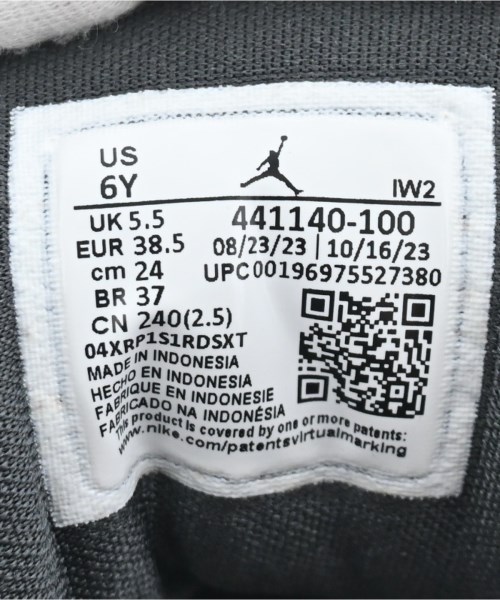 US
6Y
IW2
UK 5.5
EUR 38.5
cm 24
BR 37
CN 240(2.5)
441140-100
08/23/23 | 10/16/23
UPC00196975527380
04XRP1S1RDSXT
MADE IN INDONESIA
HECHO EN INDONESIA
FABRIQUE EN INDONESIE
FABRICADO NA INDONÉSIA
This product is covered by one or more patents:
www.nike.com/patentsvirtualmarking